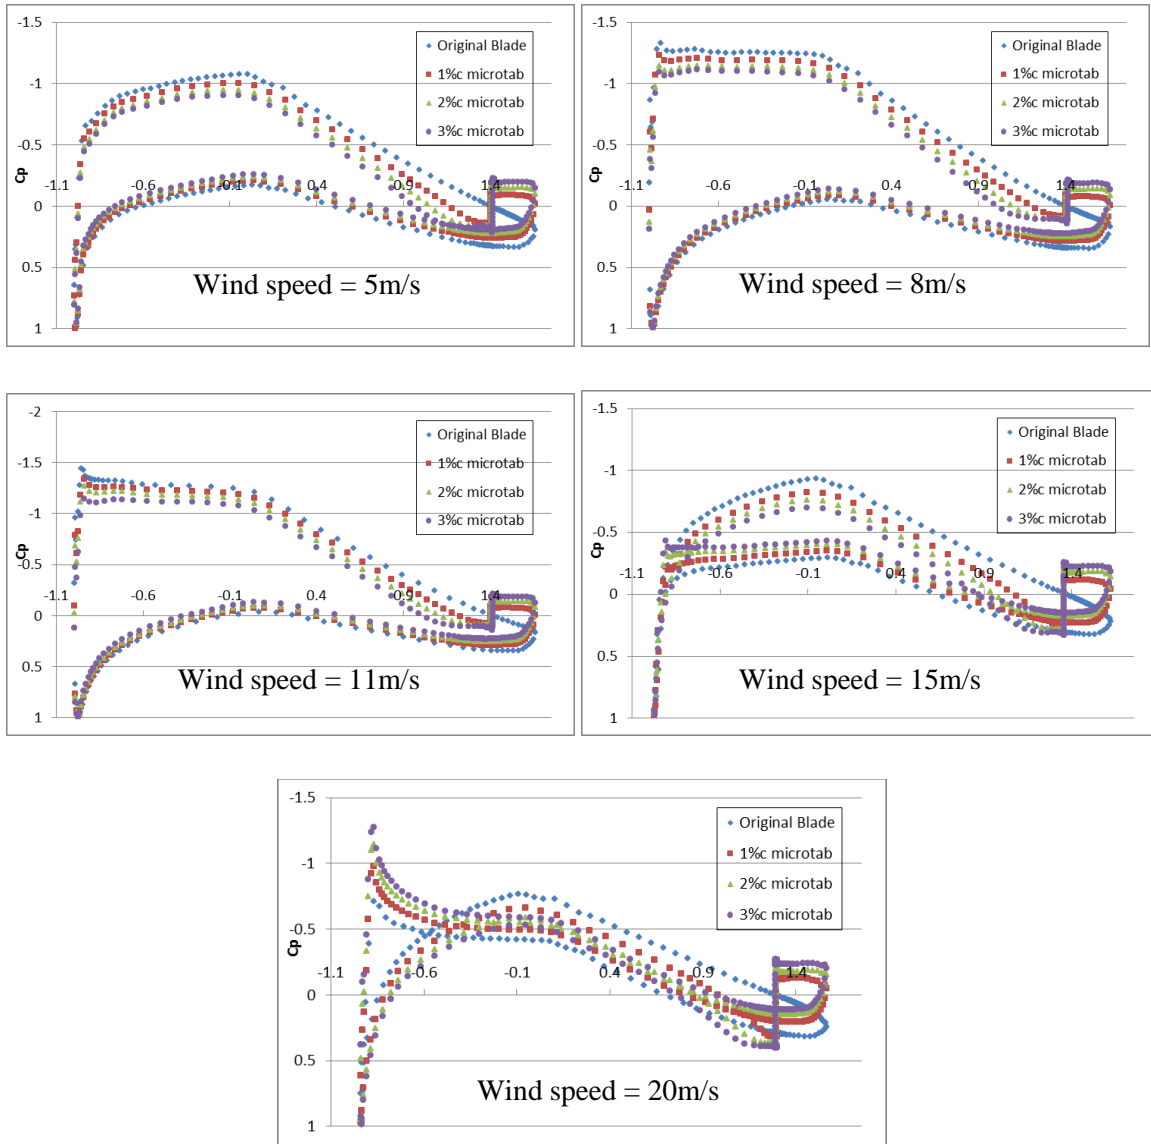 -1.5
-1
-0.5
0
0.5
1
Cp
-1.1 -0.6 -0.1 0.4 0.9 1.4
Original Blade
1%c microtab
2%c microtab
3%c microtab
Wind speed = 5m/s
-1.5
-1
-0.5
0
0.5
1
Cp
-1.1 -0.6 -0.1 0.4 0.9 1.4
Original Blade
1%c microtab
2%c microtab
3%c microtab
Wind speed = 8m/s
-2
-1.5
-1
-0.5
0
0.5
1
Cp
-1.1 -0.6 -0.1 0.4 0.9 1.4
Original Blade
1%c microtab
2%c microtab
3%c microtab
Wind speed = 11m/s
-1.5
-1
-0.5
0
0.5
1
Cp
-1.1 -0.6 -0.1 0.4 0.9 1.4
Original Blade
1%c microtab
2%c microtab
3%c microtab
Wind speed = 15m/s
-1.5
-1
-0.5
0
0.5
1
Cp
-1.1 -0.6 -0.1 0.4 0.9 1.4
Original Blade
1%c microtab
2%c microtab
3%c microtab
Wind speed = 20m/s